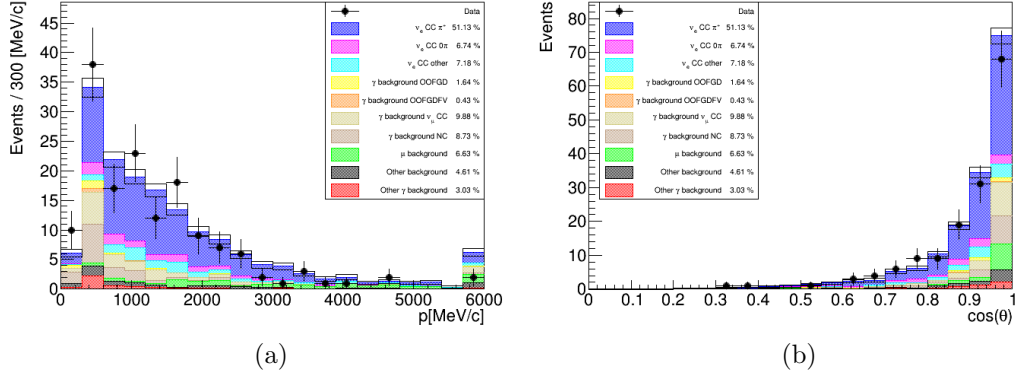 Events / 300 [MeV/c]
45
40
35
30
25
20
15
10
5
0
0 1000 2000 3000 4000 5000 6000
p[MeV/c]
Data
νe CC π⁺ 51.13 %
νe CC 0π 6.74 %
νe CC other 7.18 %
γ background OOFGD 1.64 %
γ background OOFGDFV 0.43 %
γ background νμ CC 9.88 %
γ background NC 8.73 %
μ background 6.63 %
Other background 4.61 %
Other γ background 3.03 %
(a)
Events
80
70
60
50
40
30
20
10
0
0 0.1 0.2 0.3 0.4 0.5 0.6 0.7 0.8 0.9 1
cos(θ)
Data
νe CC π⁺ 51.13 %
νe CC 0π 6.74 %
νe CC other 7.18 %
γ background OOFGD 1.64 %
γ background OOFGDFV 0.43 %
γ background νμ CC 9.88 %
γ background NC 8.73 %
μ background 6.63 %
Other background 4.61 %
Other γ background 3.03 %
(b)